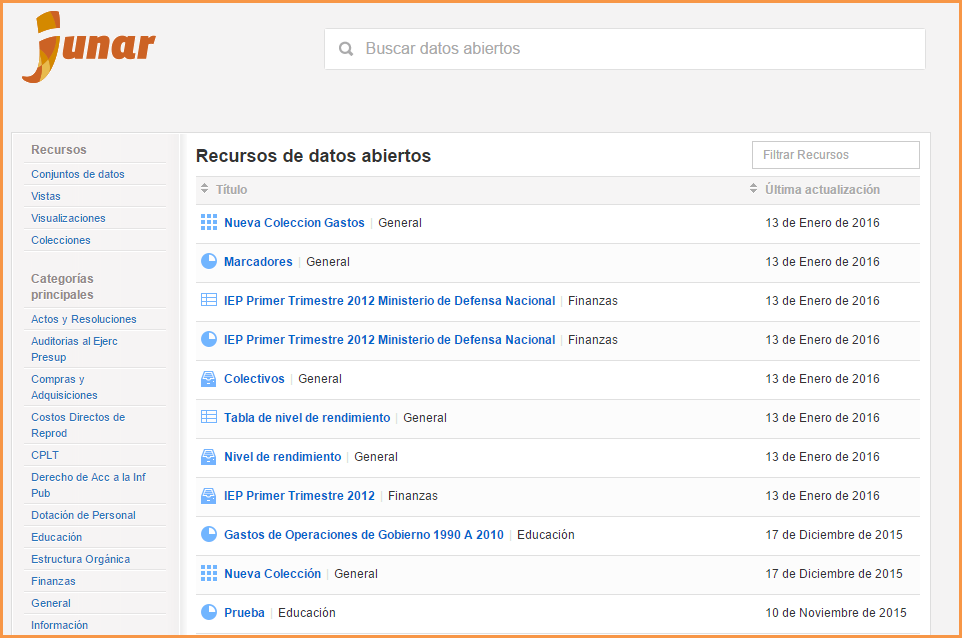 junar
Buscar datos abiertos
Recursos
Conjuntos de datos
Vistas
Visualizaciones
Colecciones
Categorías
principales
Actos y Resoluciones
Auditorias al Ejerc
Presup
Compras y
Adquisiciones
Costos Directos de
Reprod
CPLT
Derecho de Acc a la Inf
Pub
Dotación de Personal
Educación
Estructura Orgánica
Finanzas
General
Información
Recursos de datos abiertos
Filtrar Recursos
Título Última actualización
Nueva Coleccion Gastos | General 13 de Enero de 2016
Marcadores | General 13 de Enero de 2016
IEP Primer Trimestre 2012 Ministerio de Defensa Nacional | Finanzas 13 de Enero de 2016
IEP Primer Trimestre 2012 Ministerio de Defensa Nacional | Finanzas 13 de Enero de 2016
Colectivos | General 13 de Enero de 2016
Tabla de nivel de rendimiento | General 13 de Enero de 2016
Nivel de rendimiento | General 13 de Enero de 2016
IEP Primer Trimestre 2012 | Finanzas 13 de Enero de 2016
Gastos de Operaciones de Gobierno 1990 A 2010 | Educación 17 de Diciembre de 2015
Nueva Colección | General 17 de Diciembre de 2015
Prueba | Educación 10 de Noviembre de 2015